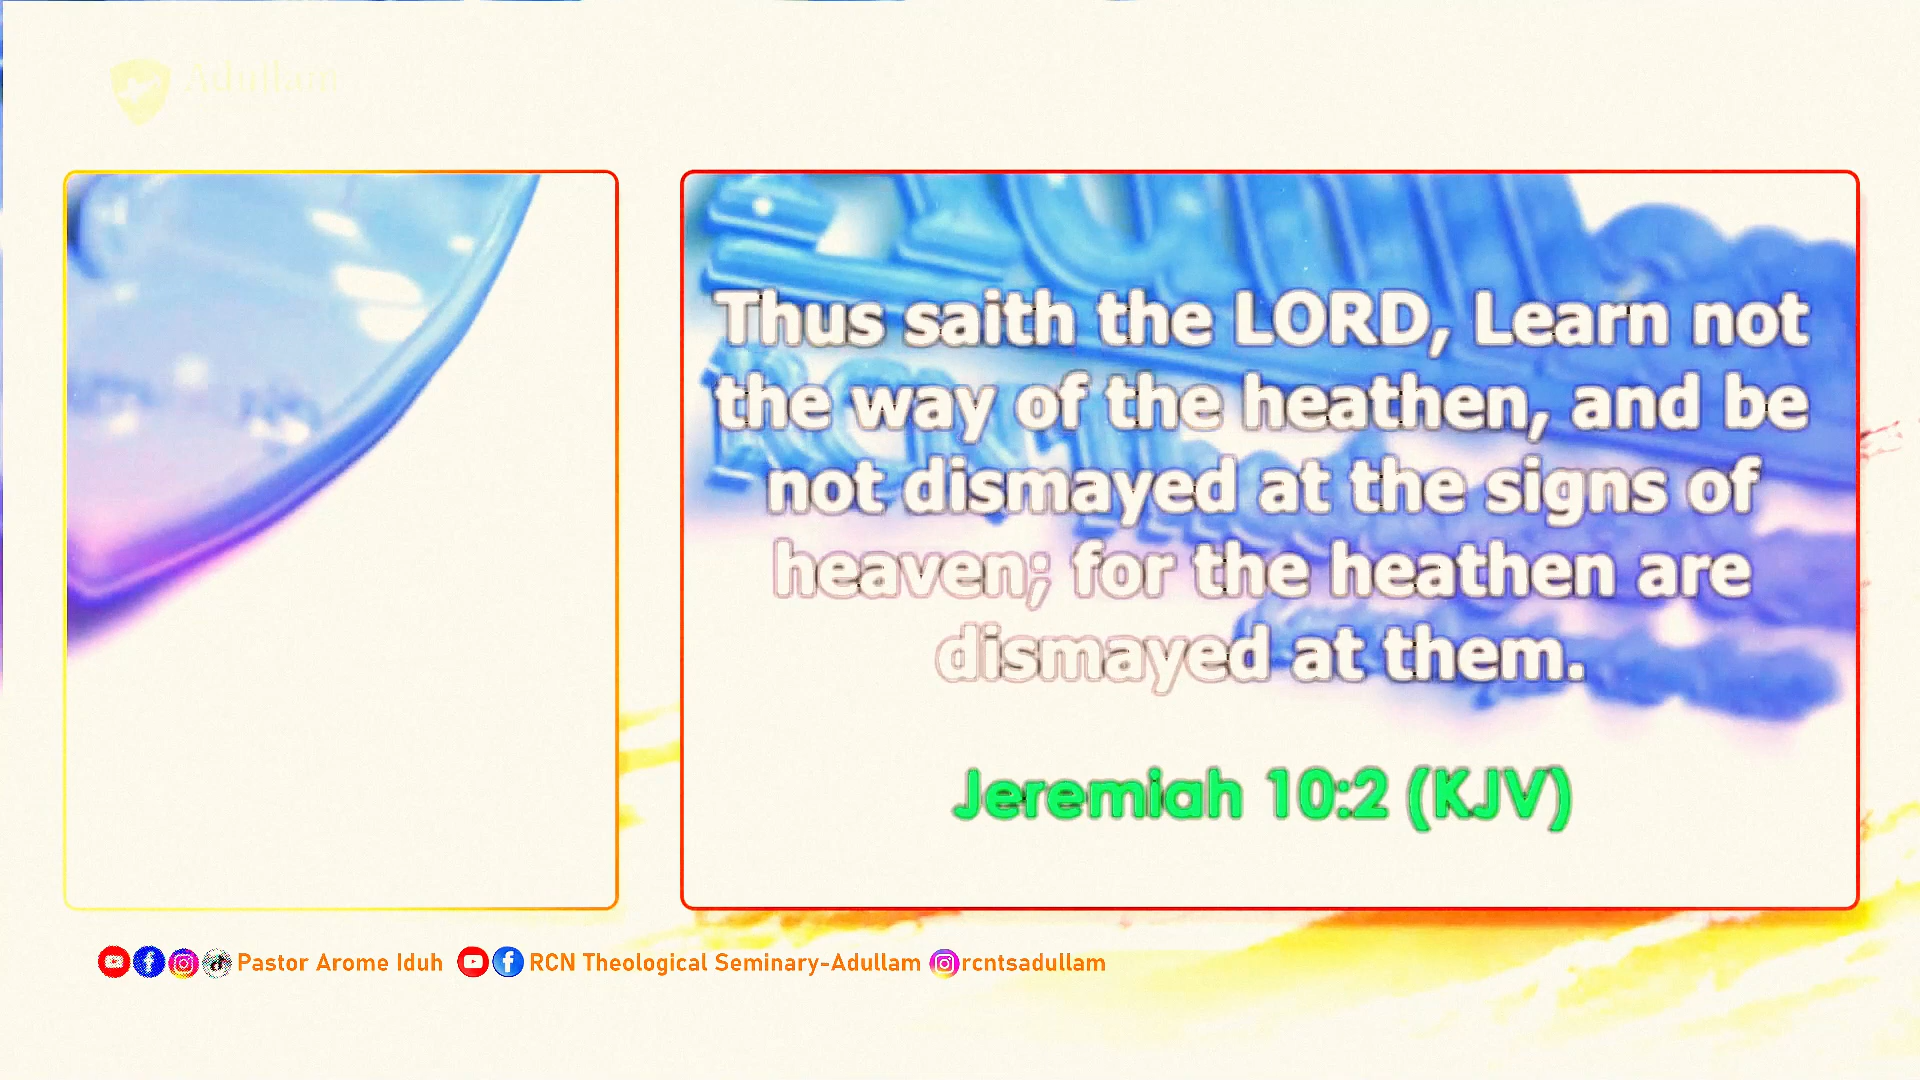 Adullam
Thus saith the LORD, Learn not
the way of the heathen, and be
not dismayed at the signs of
heaven; for the heathen are
dismayed at them.
Jeremiah 10:2 (KJV)
Pastor Arome Iduh RCN Theological Seminary-Adullam rcntsadullam